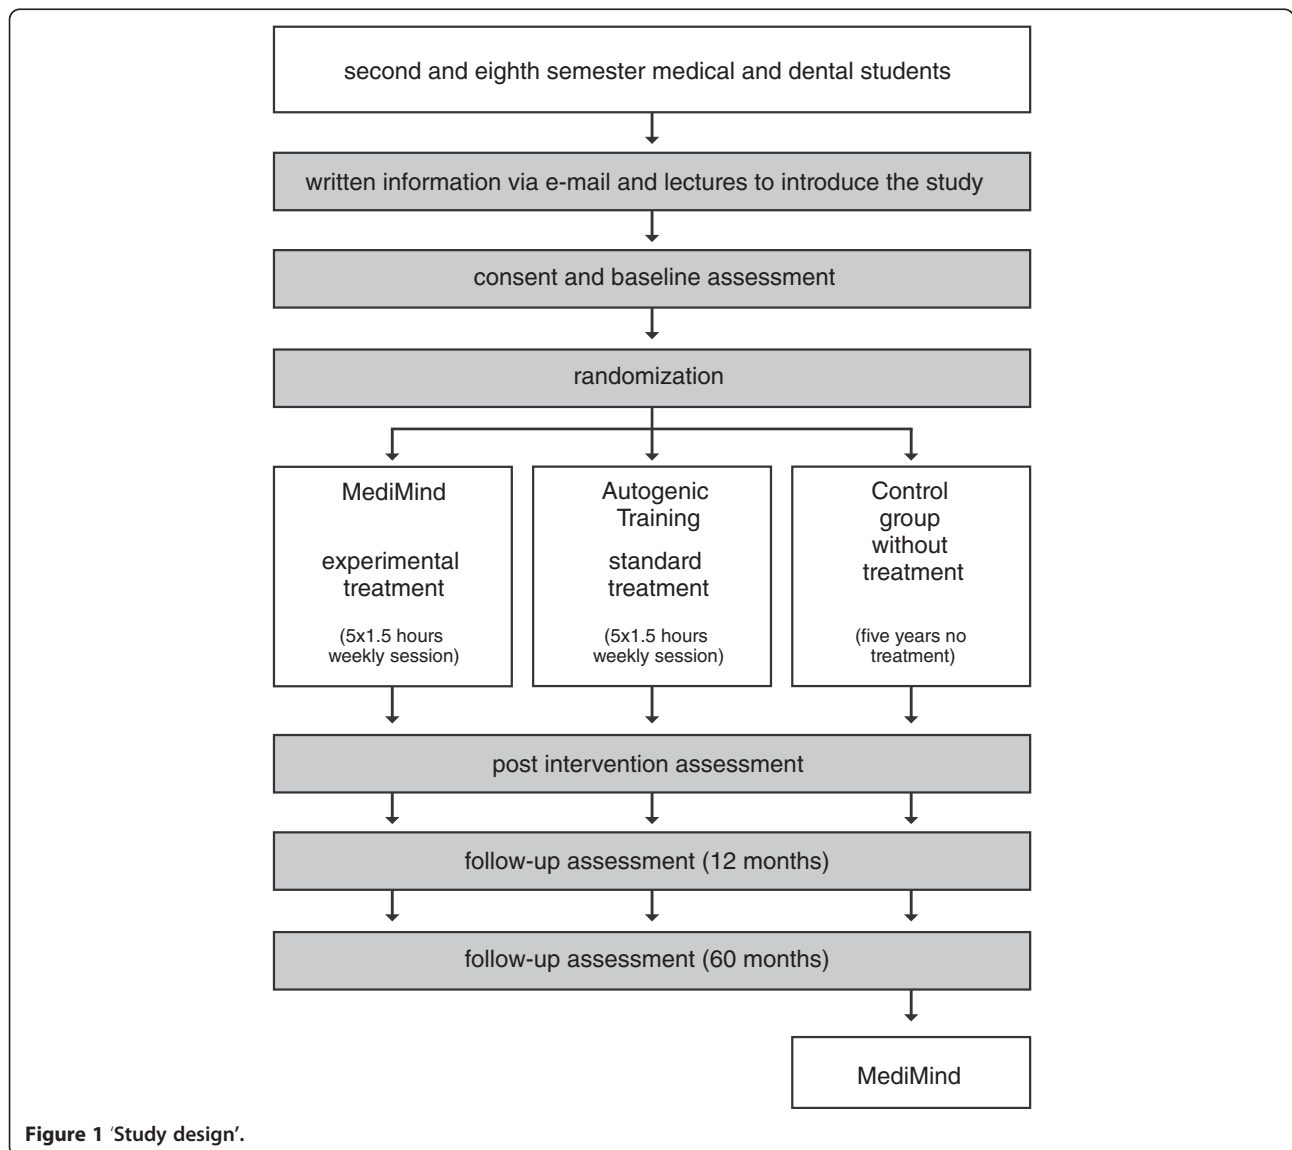 second and eighth semester medical and dental students
written information via e-mail and lectures to introduce the study
consent and baseline assessment
randomization
MediMind
experimental
treatment
(5x1.5 hours
weekly session)
Autogenic
Training
standard
treatment
(5x1.5 hours
weekly session)
Control
group
without
treatment
(five years no
treatment)
post intervention assessment
follow-up assessment (12 months)
follow-up assessment (60 months)
MediMind
Figure 1 ‘Study design’.